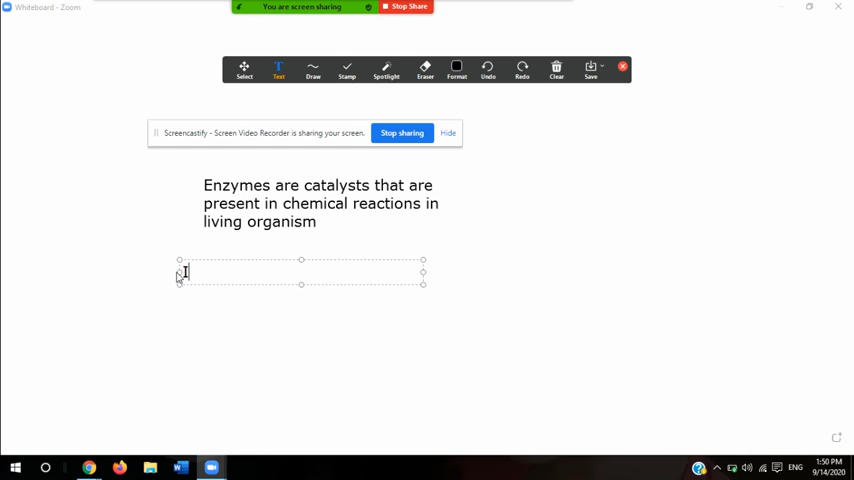 Whiteboard - Zoom
You are screen sharing
Stop Share
Select
Text
Draw
Stamp
Spotlight
Eraser
Format
Undo
Redo
Clear
Save
Screencastify - Screen Video Recorder is sharing your screen.
Stop sharing
Hide
Enzymes are catalysts that are
present in chemical reactions in
living organism
ENG
1:50 PM
9/14/2020